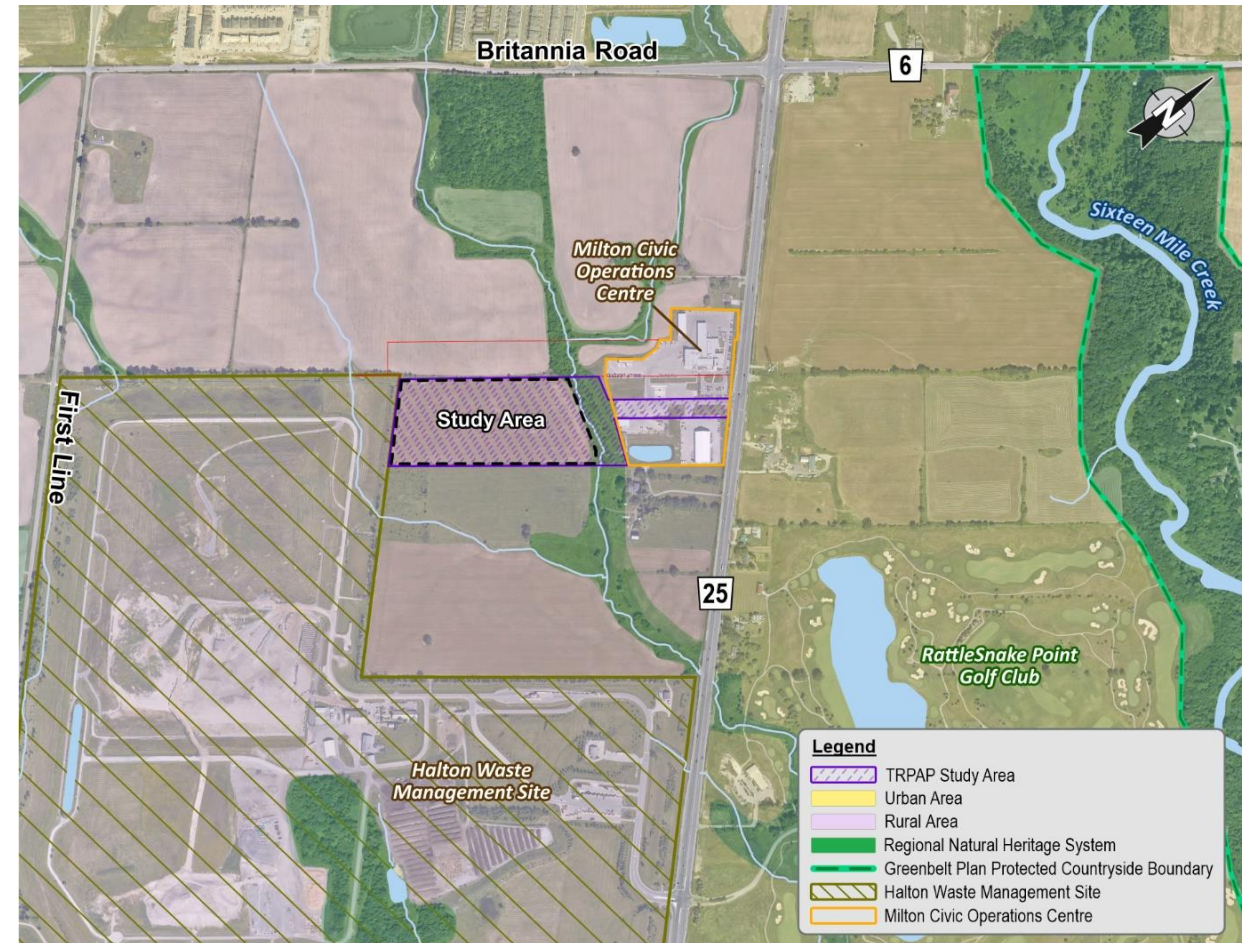 Britannia Road
6
N
Sixteen Mile Creek
Milton Civic
Operations
Centre
First Line
Study Area
25
RattleSnake Point
Golf Club
Halton Waste
Management Site
Legend
TRPAP Study Area
Urban Area
Rural Area
Regional Natural Heritage System
Greenbelt Plan Protected Countryside Boundary
Halton Waste Management Site
Milton Civic Operations Centre